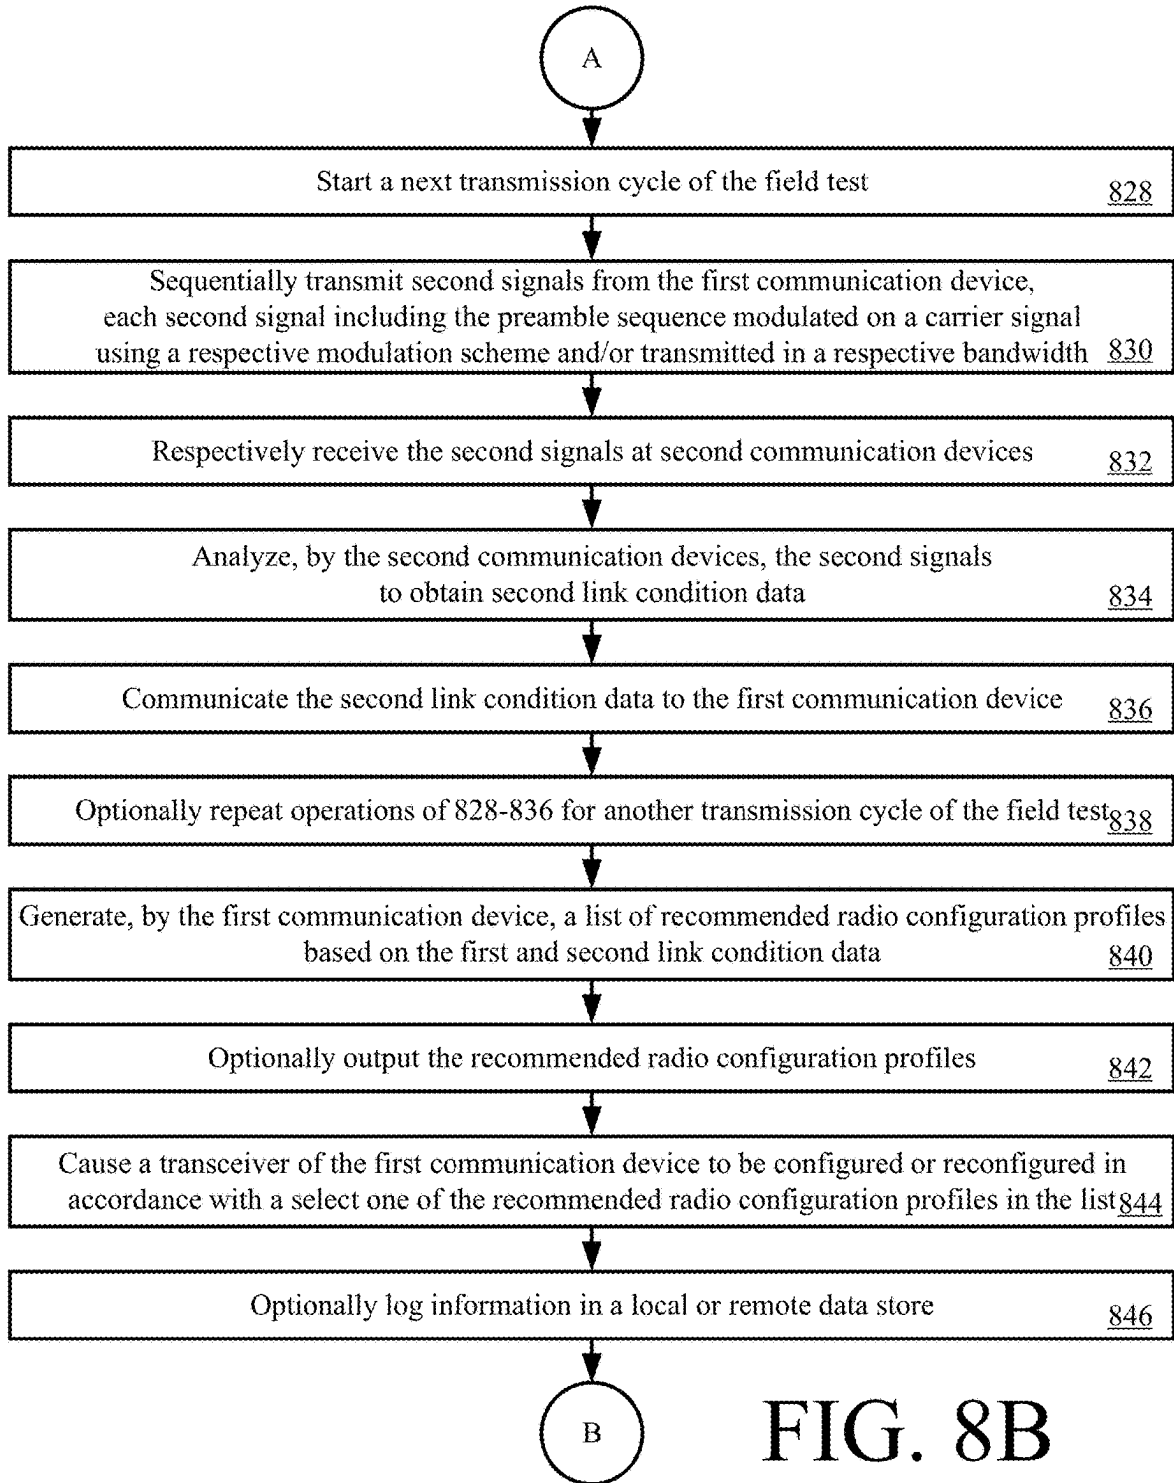 A
Start a next transmission cycle of the field test
828
Sequentially transmit second signals from the first communication device,
each second signal including the preamble sequence modulated on a carrier signal
using a respective modulation scheme and/or transmitted in a respective bandwidth
830
Respectively receive the second signals at second communication devices
832
Analyze, by the second communication devices, the second signals
to obtain second link condition data
834
Communicate the second link condition data to the first communication device
836
Optionally repeat operations of 828-836 for another transmission cycle of the field test
838
Generate, by the first communication device, a list of recommended radio configuration profiles
based on the first and second link condition data
840
Optionally output the recommended radio configuration profiles
842
Cause a transceiver of the first communication device to be configured or reconfigured in
accordance with a select one of the recommended radio configuration profiles in the list
844
Optionally log information in a local or remote data store
846
B
FIG. 8B